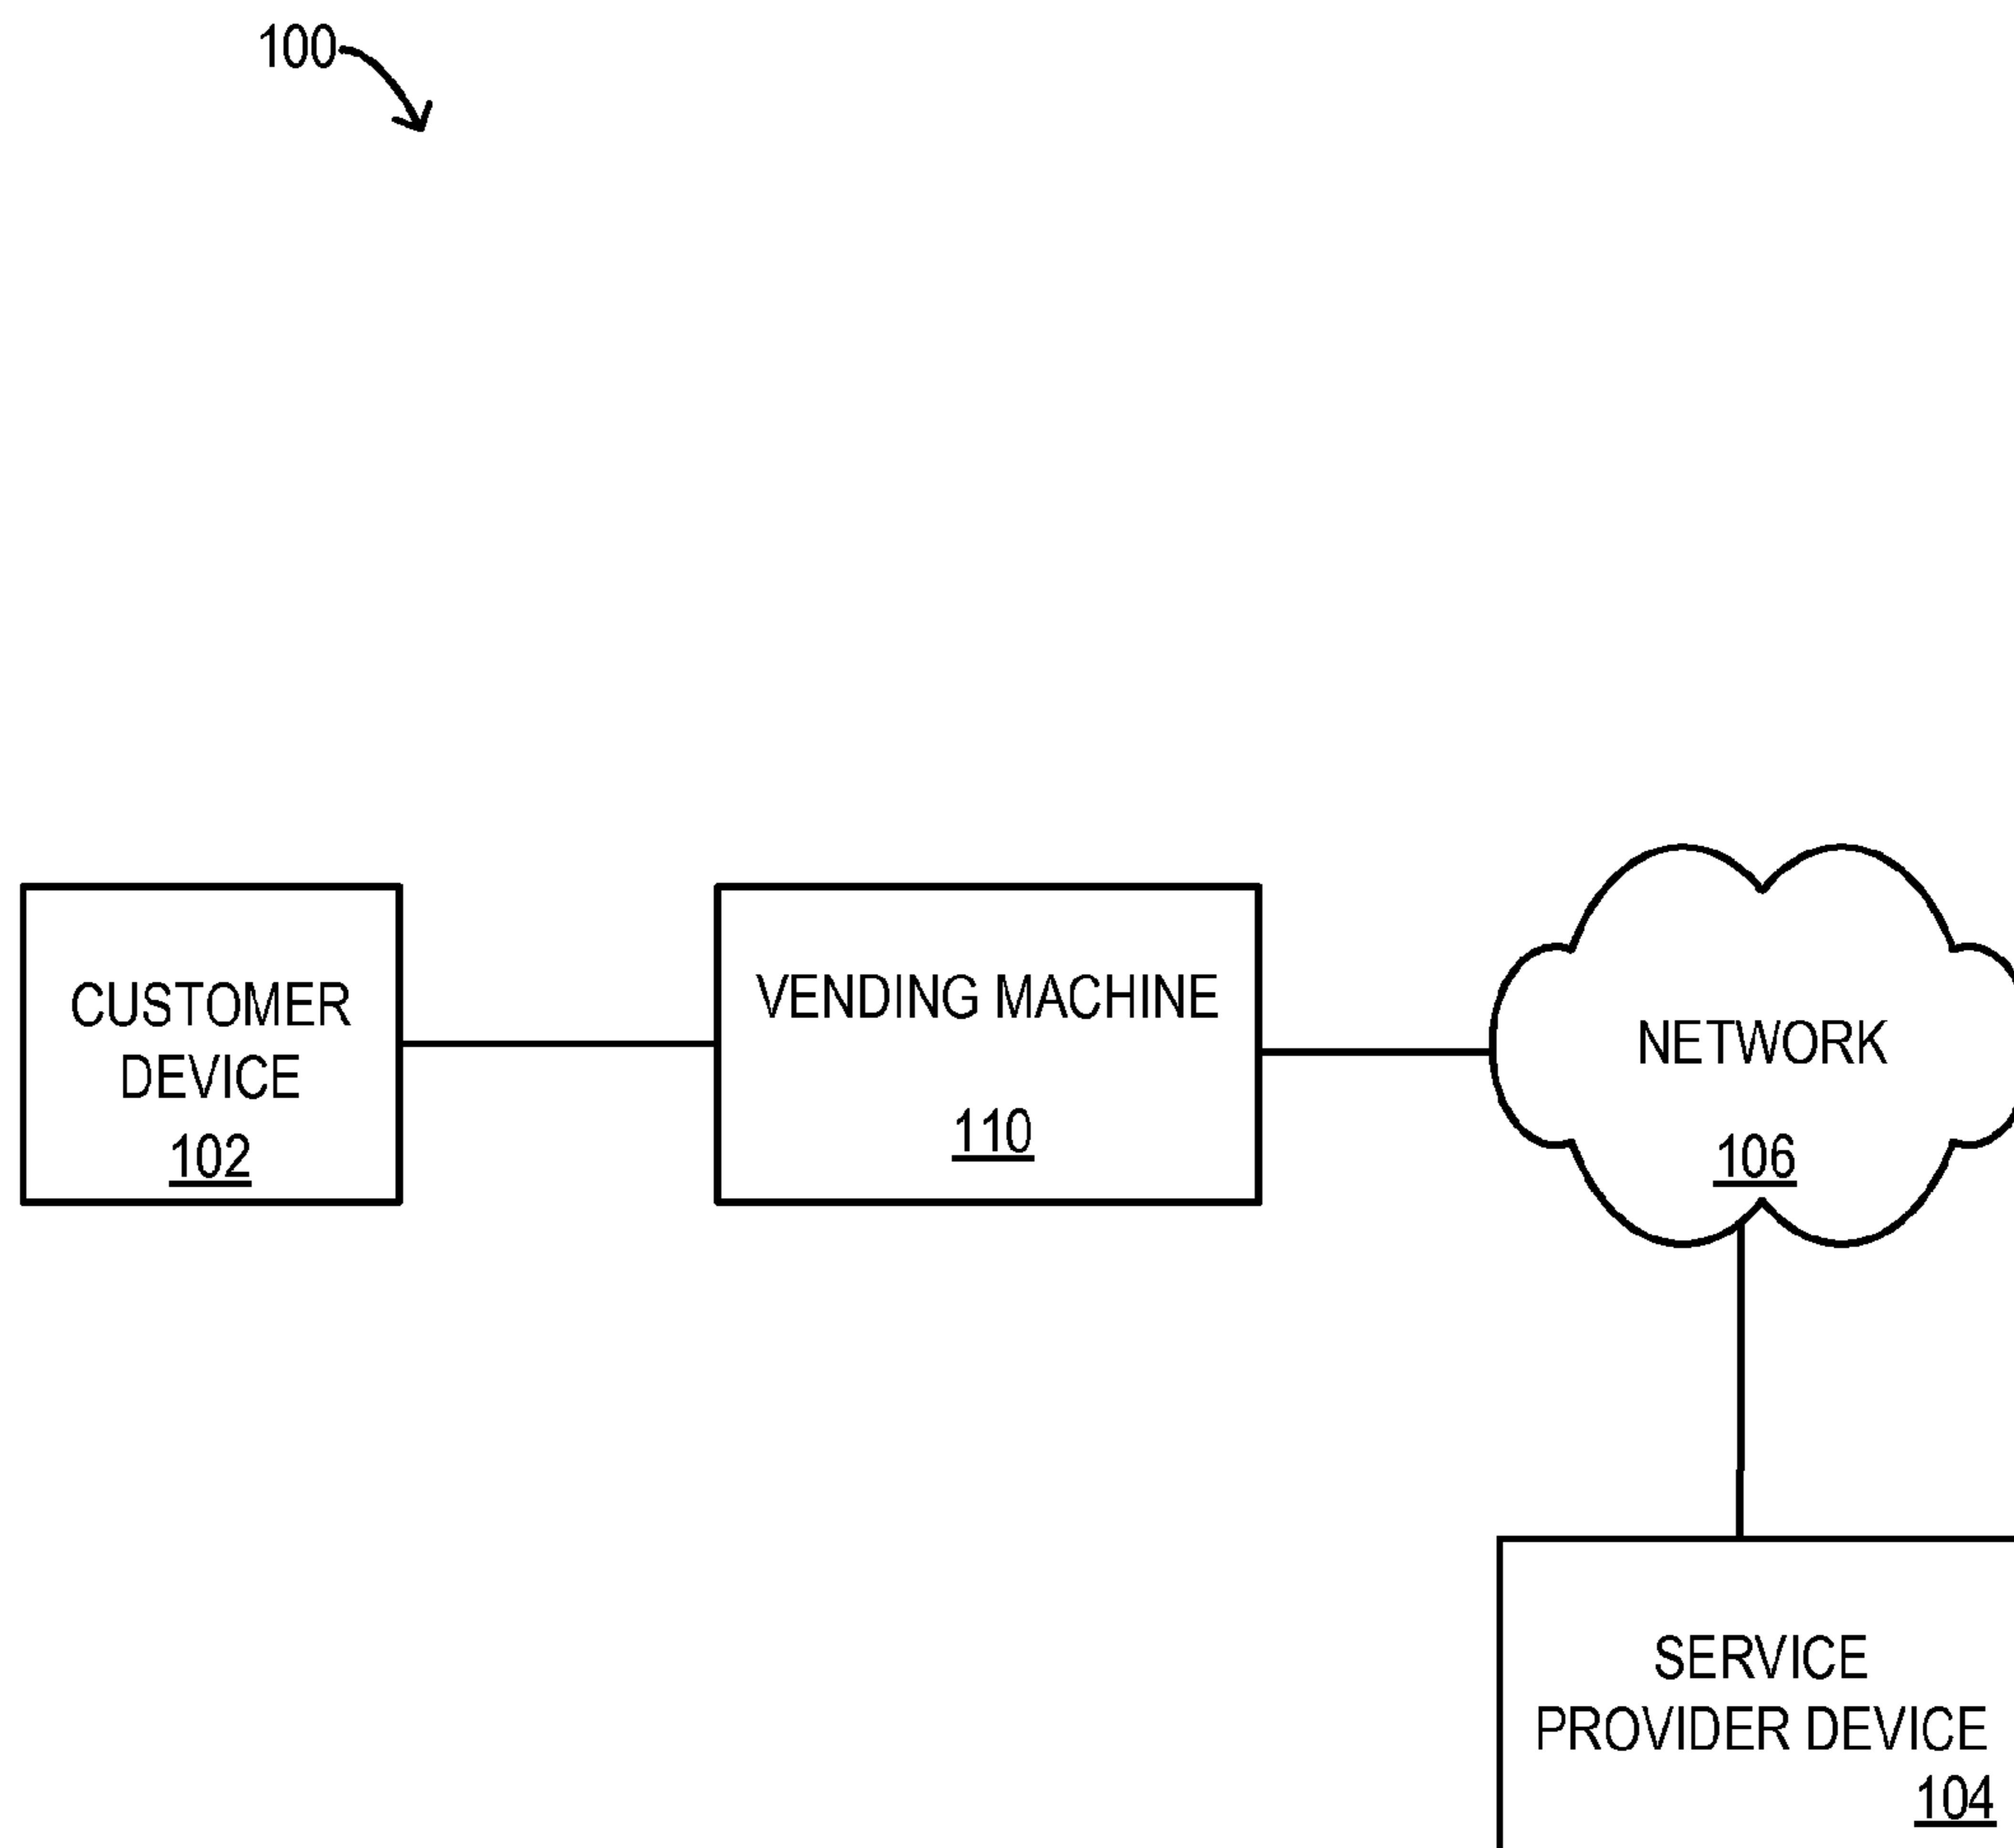 100
CUSTOMER
DEVICE
102
VENDING MACHINE
110
NETWORK
106
SERVICE
PROVIDER DEVICE
104